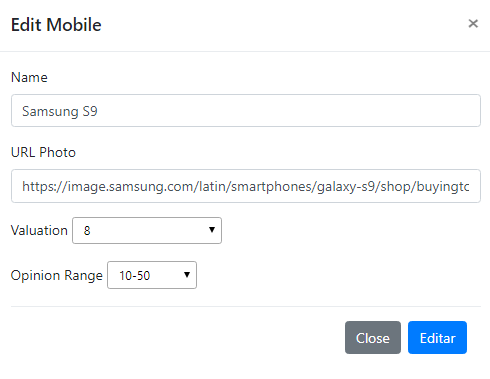 Edit Mobile ×
Name
Samsung S9
URL Photo
https://image.samsung.com/latin/smartphones/galaxy-s9/shop/buyingtc
Valuation 8
Opinion Range 10-50
Close Editar